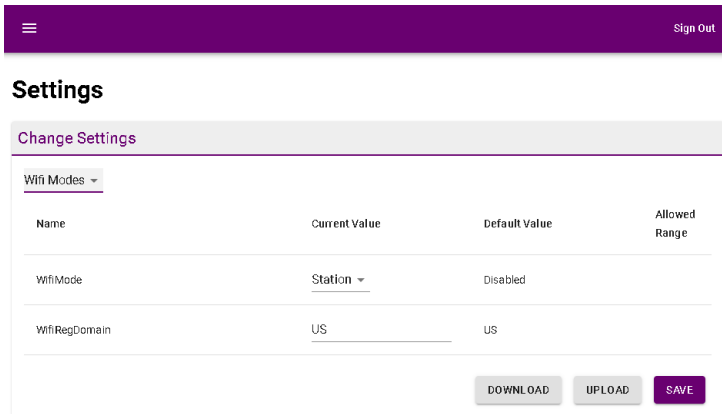 Sign Out
Settings
Change Settings
Wifi Modes
Name Current Value Default Value Allowed Range
WifiMode Station Disabled
WifiRegDomain US US
DOWNLOAD UPLOAD SAVE